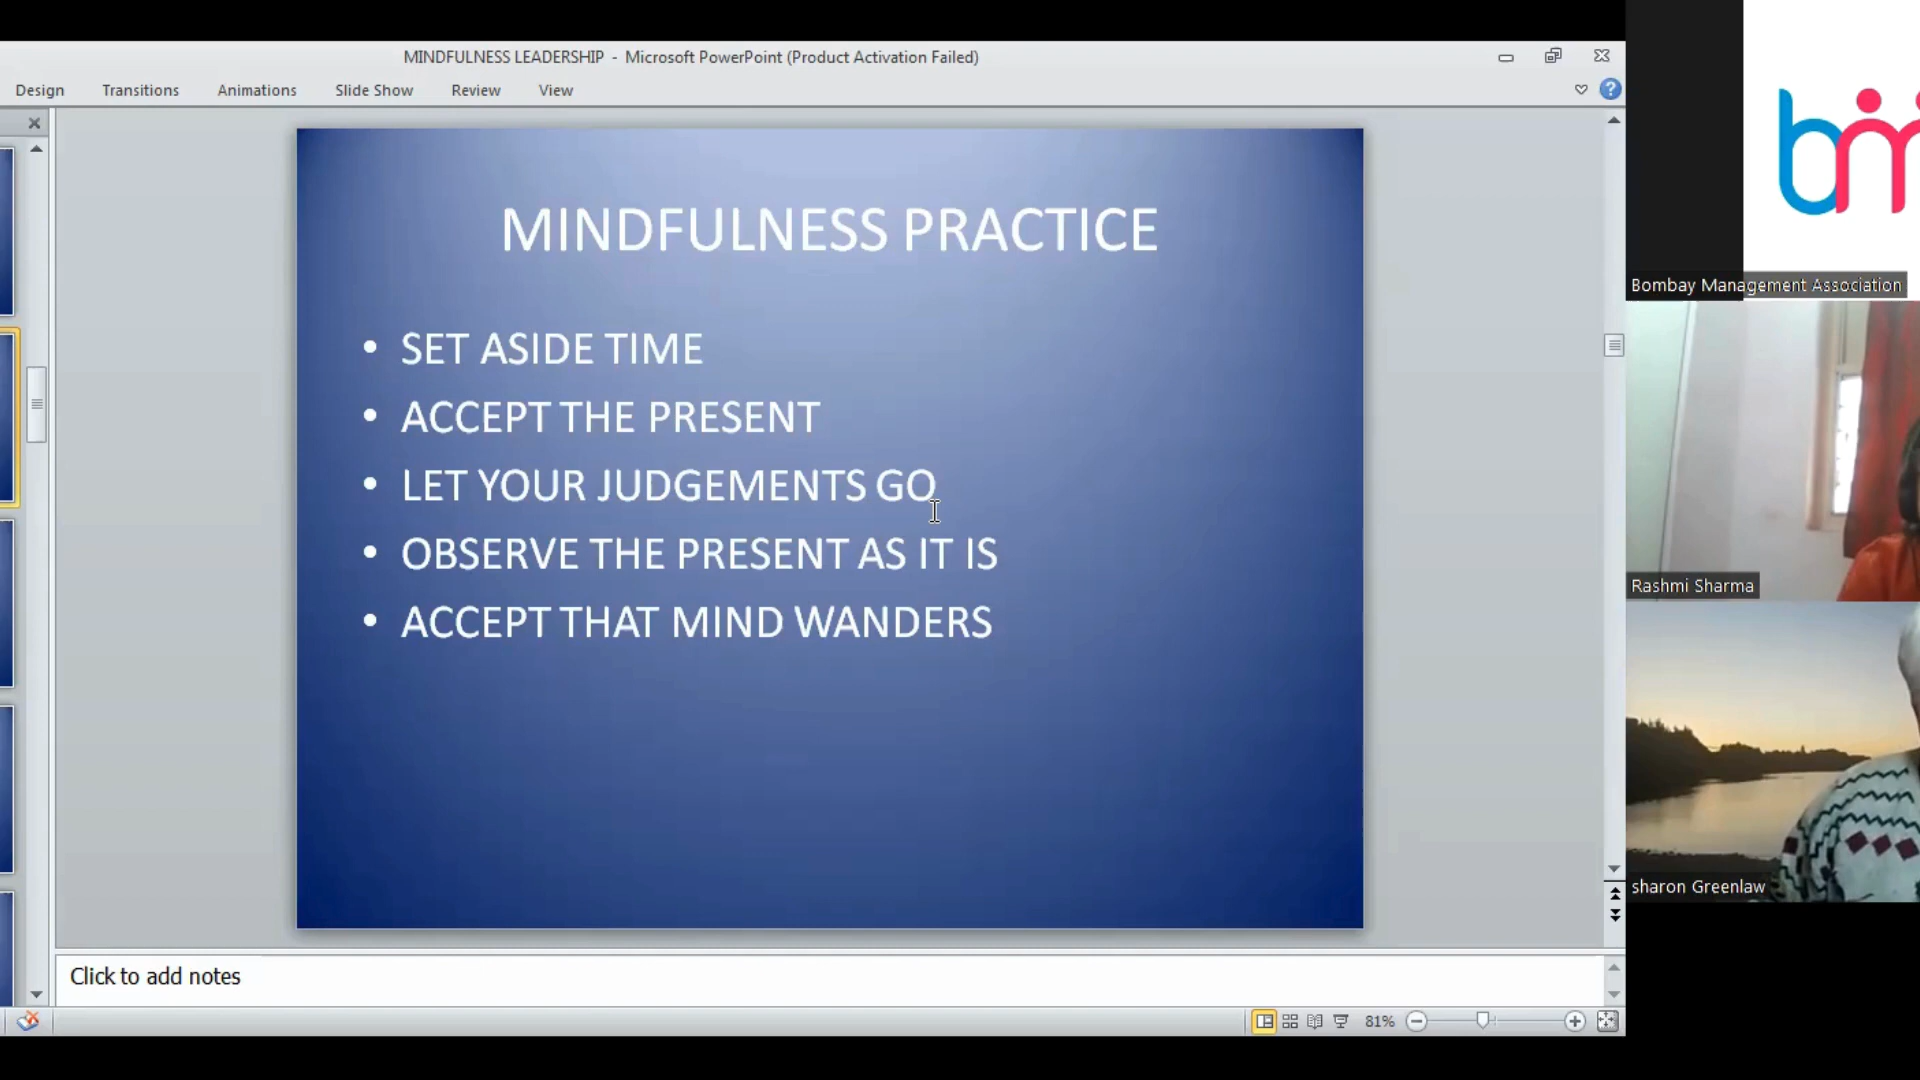 MINDFULNESS LEADERSHIP - Microsoft PowerPoint (Product Activation Failed)
Design Transitions Animations Slide Show Review View
MINDFULNESS PRACTICE
• SET ASIDE TIME
• ACCEPT THE PRESENT
• LET YOUR JUDGEMENTS GO
• OBSERVE THE PRESENT AS IT IS
• ACCEPT THAT MIND WANDERS
Click to add notes
81%
bm
Bombay Management Association
Rashmi Sharma
sharon Greenlaw